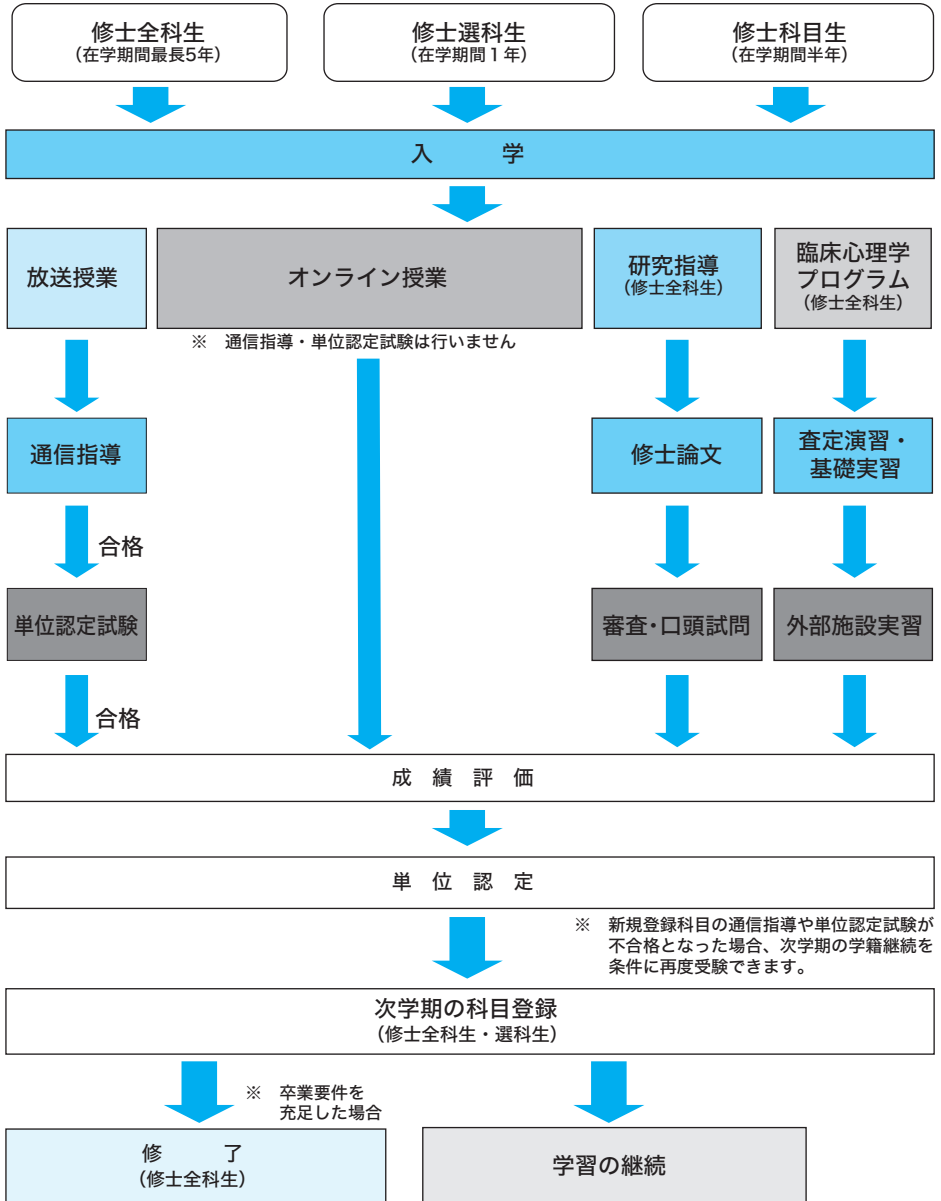 修士全科生
(在学期間最長5年)
修士選科生
(在学期間1年)
修士科目生
(在学期間半年)
入　学
放送授業
オンライン授業
研究指導
(修士全科生)
臨床心理学
プログラム
(修士全科生)
※　通信指導・単位認定試験は行いません
通信指導
修士論文
査定演習・
基礎実習
合格
単位認定試験
審査・口頭試問
外部施設実習
合格
成績評価
単位認定
※　新規登録科目の通信指導や単位認定試験が
不合格となった場合、次学期の学籍継続を
条件に再度受験できます。
次学期の科目登録
(修士全科生・選科生)
※　卒業要件を
充足した場合
修　了
(修士全科生)
学習の継続